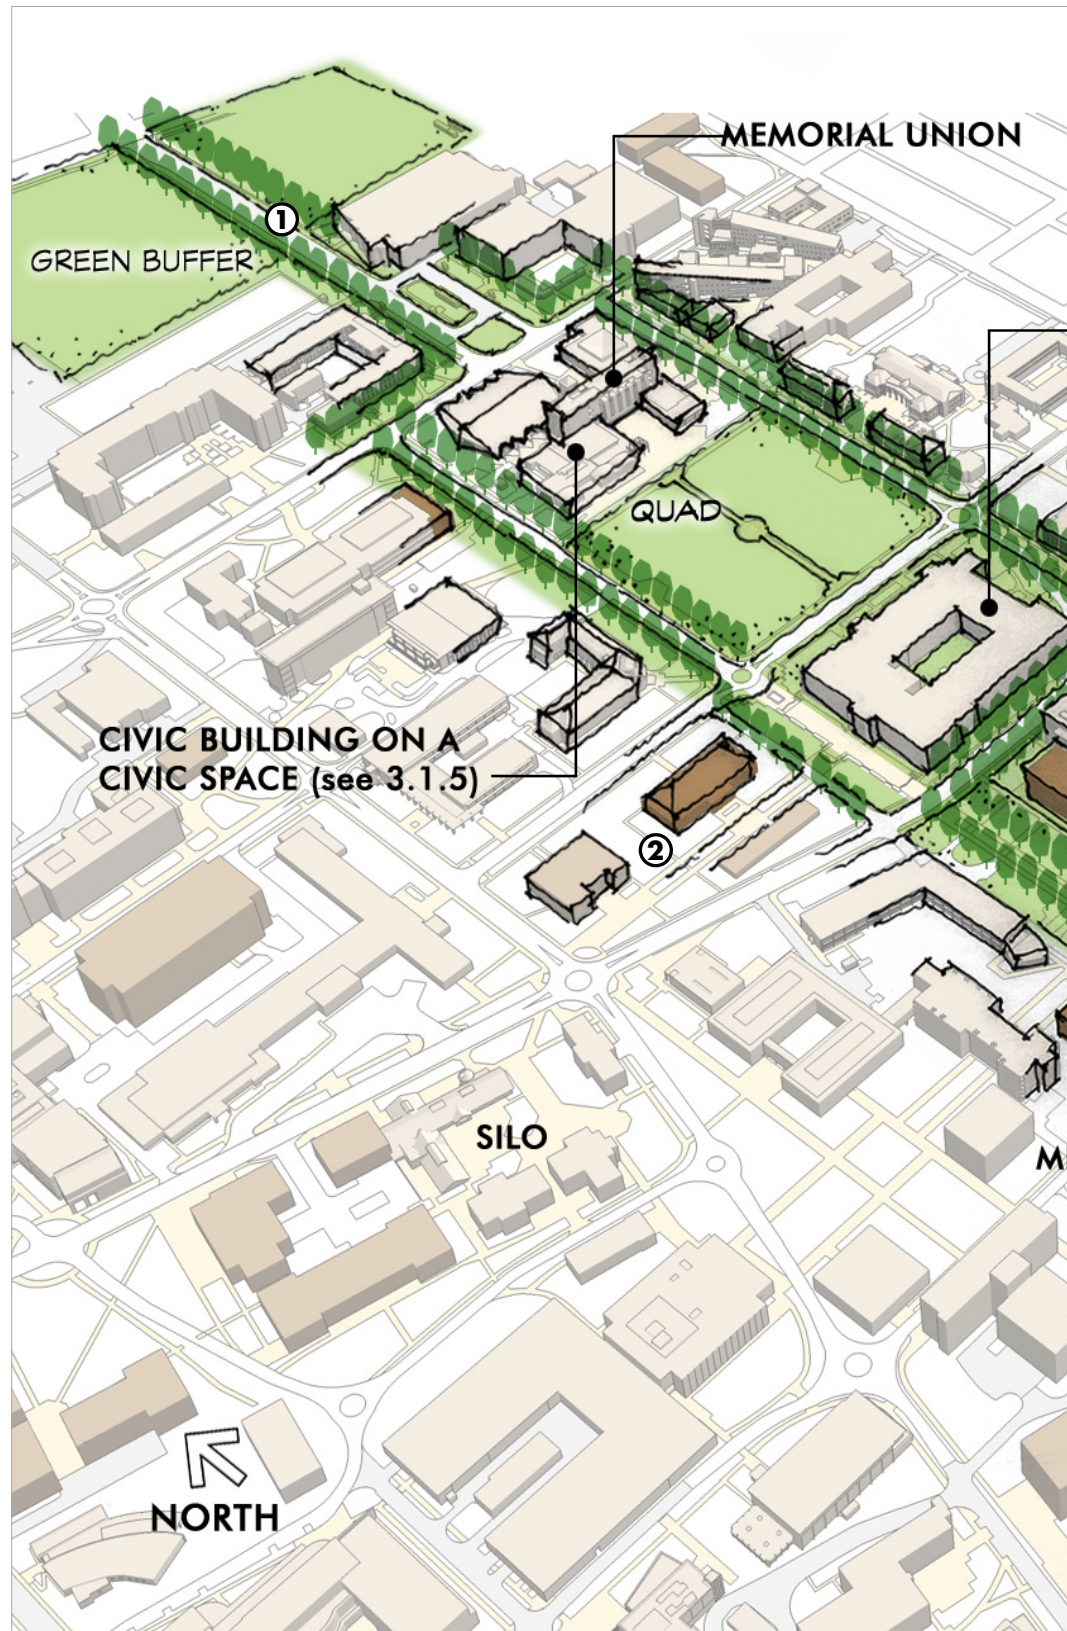 MEMORIAL UNION
1
GREEN BUFFER
QUAD
CIVIC BUILDING ON A
CIVIC SPACE (see 3.1.5)
2
SILO
M
NORTH